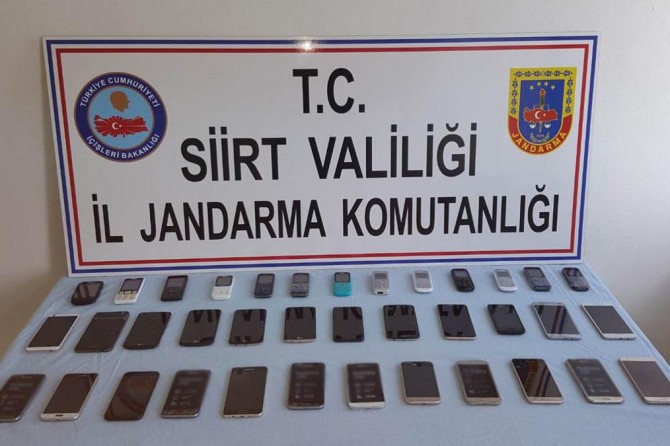 T.C.
SİİRT VALİLİĞİ
İL JANDARMA KOMUTANLIĞI
TÜRKİYE CUMHURİYETİ
İÇİŞLERİ BAKANLIĞI
JANDARMA